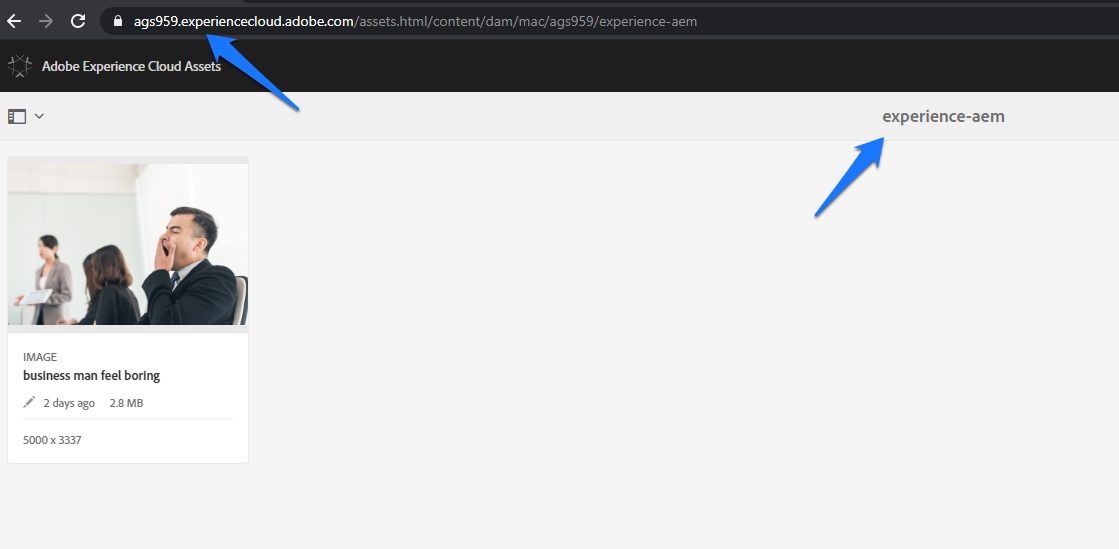 ags959.experiencecloud.adobe.com/assets.html/content/dam/mac/ags959/experience-aem
Adobe Experience Cloud Assets
experience-aem
IMAGE
business man feel boring
2 days ago 2.8 MB
5000 x 3337